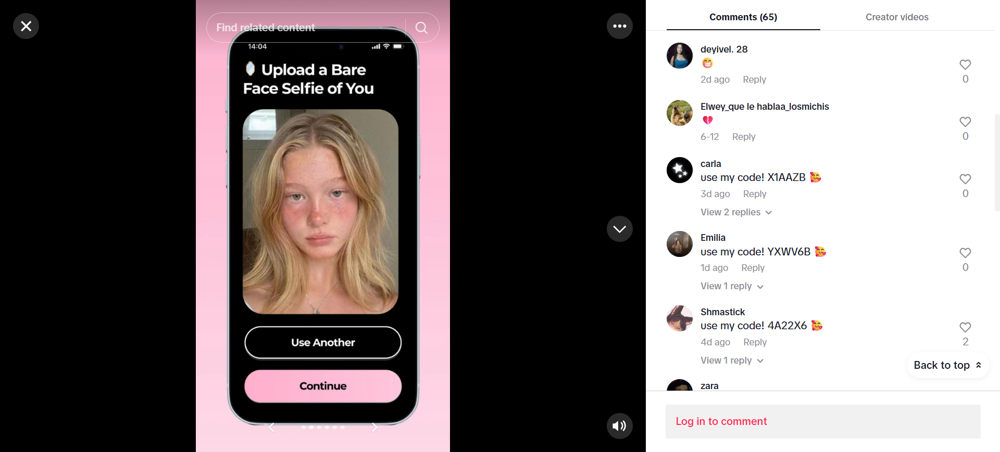 Find related content
14:04
Upload a Bare
Face Selfie of You
Use Another
Continue
Comments (65)
Creator videos
deyivel. 28
😁
2d ago Reply
0
Elwey_que le hablaa_losmichis
💔
6-12 Reply
0
carla
use my code! X1AAZB 🥰
3d ago Reply
0
View 2 replies
Emilia
use my code! YXWV6B 🥰
1d ago Reply
0
View 1 reply
Shmastick
use my code! 4A22X6 🥰
4d ago Reply
2
View 1 reply
Back to top
zara
Log in to comment